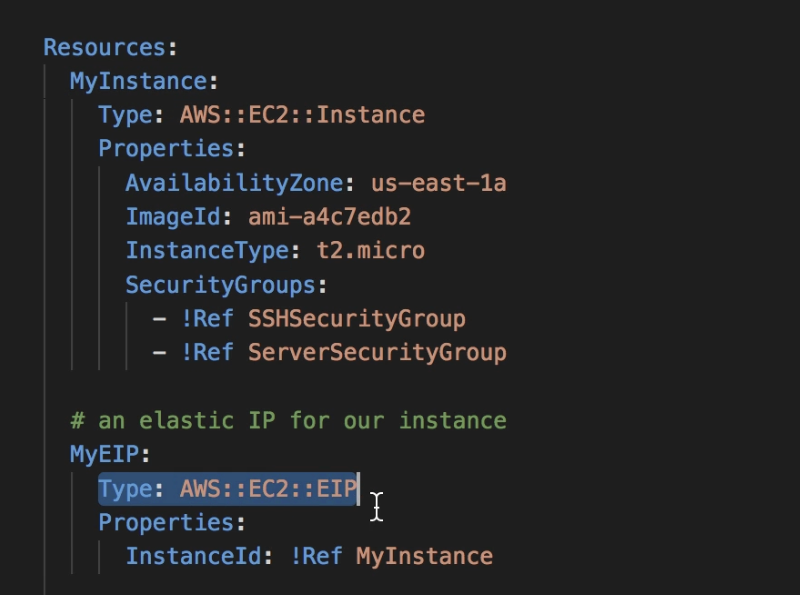 Resources:
MyInstance:
Type: AWS::EC2::Instance
Properties:
AvailabilityZone: us-east-1a
ImageId: ami-a4c7edb2
InstanceType: t2.micro
SecurityGroups:
- !Ref SSHSecurityGroup
- !Ref ServerSecurityGroup
# an elastic IP for our instance
MyEIP:
Type: AWS::EC2::EIP
Properties:
InstanceId: !Ref MyInstance